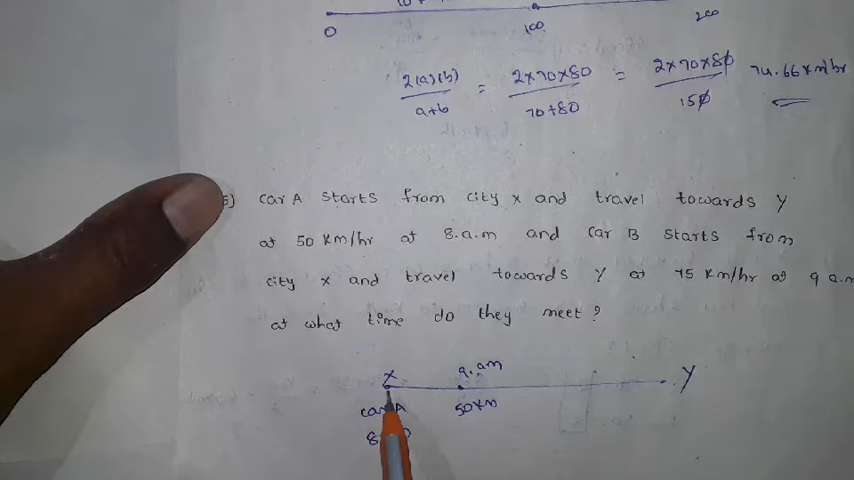 0 100 200
2(a)(b) / a+b = 2×70×80 / 70+80 = 2×70×80 / 150 74.66 km/hr
5] car A starts from city x and travel towards y
at 50 km/hr at 8.a.m and car B starts from
city x and travel towards y at 75 km/hr at 9 a.m
at what time do they meet?
X 9.am Y
car A 50km
8